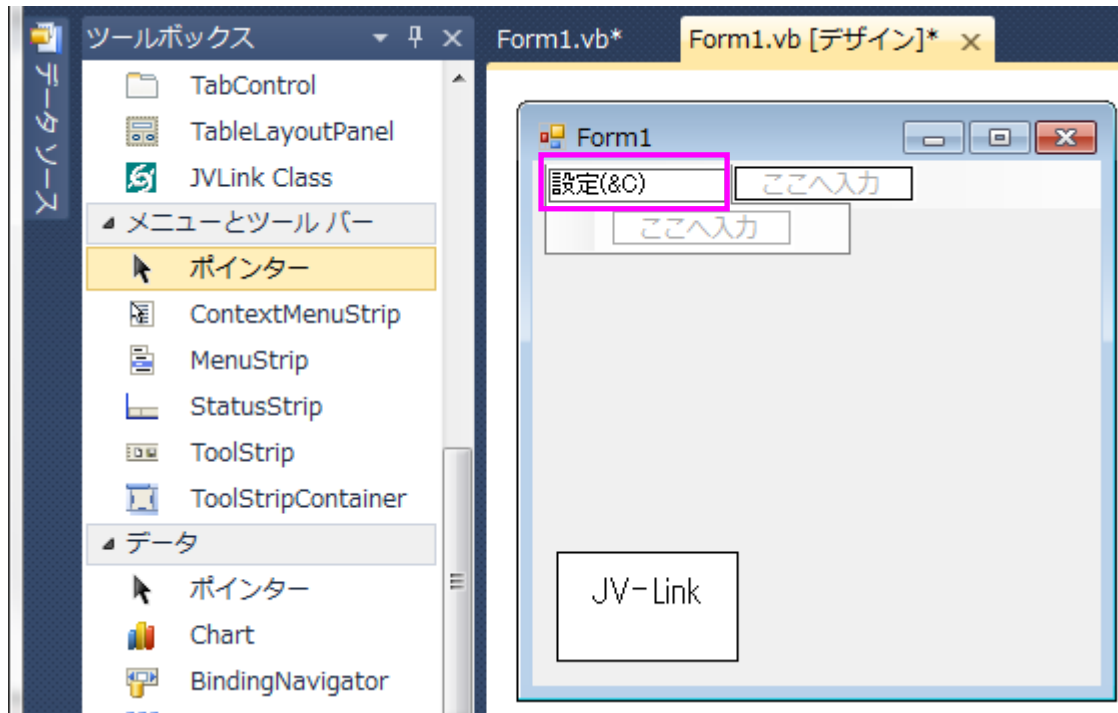 データソース
ツールボックス
TabControl
TableLayoutPanel
JVLink Class
メニューとツール バー
ポインター
ContextMenuStrip
MenuStrip
StatusStrip
ToolStrip
ToolStripContainer
データ
ポインター
Chart
BindingNavigator
Form1.vb*
Form1.vb [デザイン]*
Form1
設定(&C)
ここへ入力
ここへ入力
JV-Link